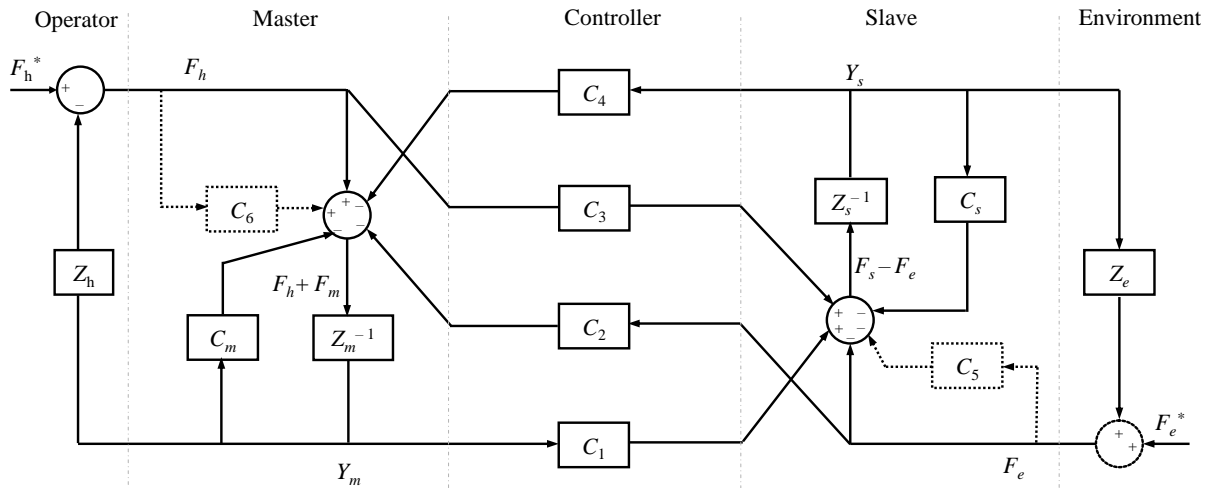 Operator Master Controller Slave Environment
F_h^* F_h Y_s
+ −
C_4
C_6
+ + − − −
C_3
Z_s^{−1} C_s
Z_h
F_h + F_m
F_s − F_e
Z_e
C_m Z_m^{−1}
C_2
+ − + − −
C_5
C_1
+ +
F_e^*
Y_m F_e